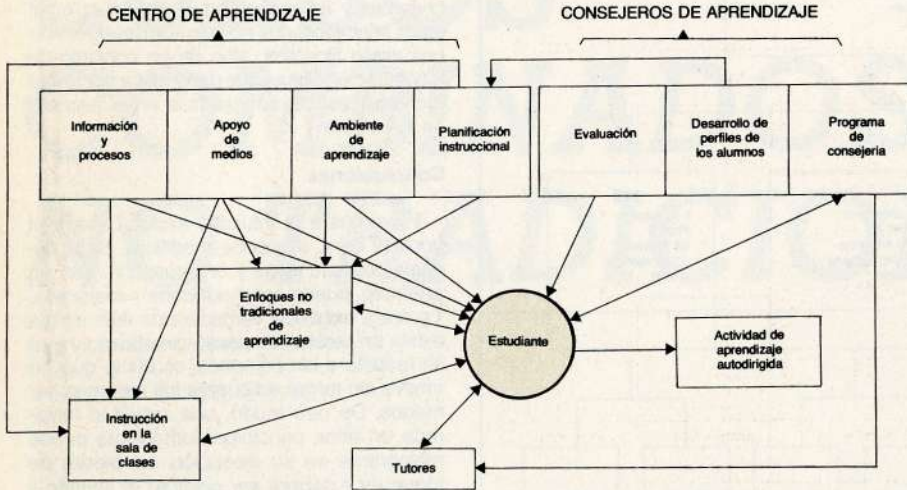 CENTRO DE APRENDIZAJE
CONSEJEROS DE APRENDIZAJE
Información
y
procesos
Apoyo
de
medios
Ambiente
de
aprendizaje
Planificación
instruccional
Evaluación
Desarrollo de
perfiles de
los alumnos
Programa
de
consejería
Enfoques no
tradicionales
de
aprendizaje
Estudiante
Actividad de
aprendizaje
autodirigida
Instrucción
en la
sala de
clases
Tutores